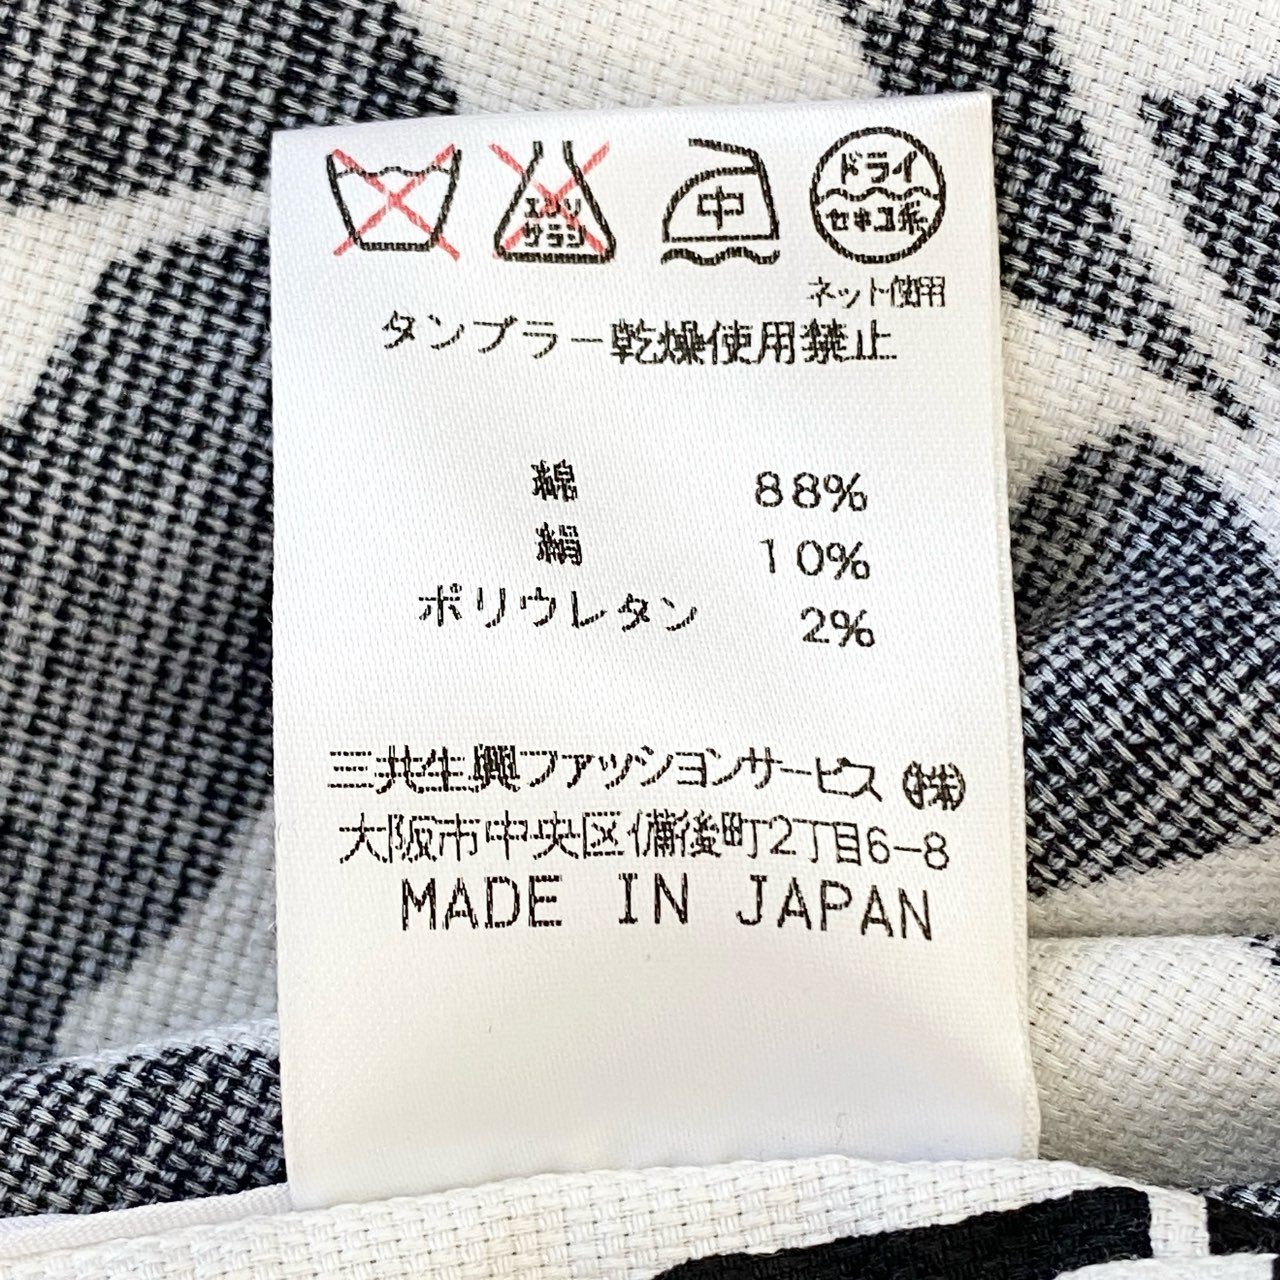 エンソ
サラシ
中
ドライ
セキユ系
ネット使用
タンブラー乾燥使用禁止
綿 88%
絹 10%
ポリウレタン 2%
三共生興ファッションサービス㈱
大阪市中央区備後町2丁目6-8
MADE IN JAPAN